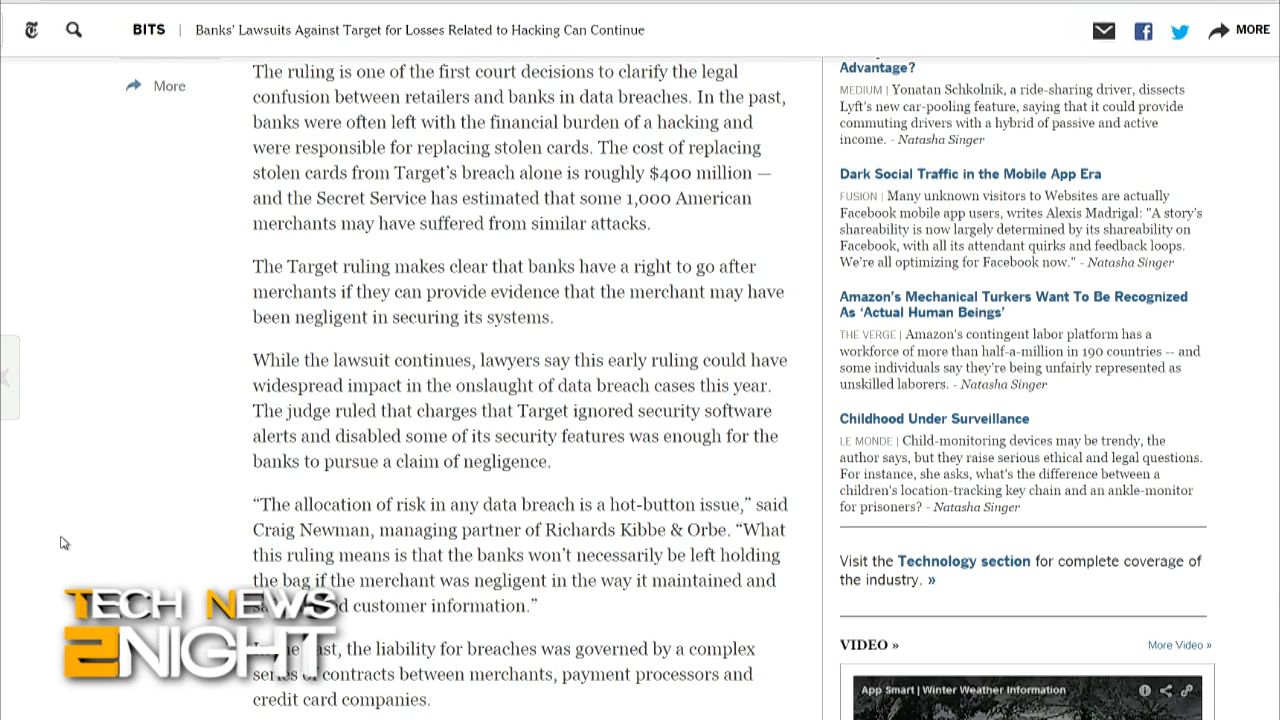 BITS | Banks' Lawsuits Against Target for Losses Related to Hacking Can Continue
MORE
More
The ruling is one of the first court decisions to clarify the legal
confusion between retailers and banks in data breaches. In the past,
banks were often left with the financial burden of a hacking and
were responsible for replacing stolen cards. The cost of replacing
stolen cards from Target's breach alone is roughly $400 million —
and the Secret Service has estimated that some 1,000 American
merchants may have suffered from similar attacks.
The Target ruling makes clear that banks have a right to go after
merchants if they can provide evidence that the merchant may have
been negligent in securing its systems.
While the lawsuit continues, lawyers say this early ruling could have
widespread impact in the onslaught of data breach cases this year.
The judge ruled that charges that Target ignored security software
alerts and disabled some of its security features was enough for the
banks to pursue a claim of negligence.
“The allocation of risk in any data breach is a hot-button issue,” said
Craig Newman, managing partner of Richards Kibbe & Orbe. “What
this ruling means is that the banks won’t necessarily be left holding
the bag if the merchant was negligent in the way it maintained and
customer information.”
the liability for breaches was governed by a complex
contracts between merchants, payment processors and
credit card companies.
Advantage?
MEDIUM | Yonatan Schkolnik, a ride-sharing driver, dissects
Lyft's new car-pooling feature, saying that it could provide
commuting drivers with a hybrid of passive and active
income. - Natasha Singer
Dark Social Traffic in the Mobile App Era
FUSION | Many unknown visitors to Websites are actually
Facebook mobile app users, writes Alexis Madrigal: "A story's
shareability is now largely determined by its shareability on
Facebook, with all its attendant quirks and feedback loops.
We're all optimizing for Facebook now." - Natasha Singer
Amazon's Mechanical Turkers Want To Be Recognized
As ‘Actual Human Beings’
THE VERGE | Amazon's contingent labor platform has a
workforce of more than half-a-million in 190 countries -- and
some individuals say they're being unfairly represented as
unskilled laborers. - Natasha Singer
Childhood Under Surveillance
LE MONDE | Child-monitoring devices may be trendy, the
author says, but they raise serious ethical and legal questions.
For instance, she asks, what's the difference between a
children's location-tracking key chain and an ankle-monitor
for prisoners? - Natasha Singer
Visit the Technology section for complete coverage of
the industry. »
VIDEO »
More Video »
App Smart | Winter Weather Information
TECH NEWS
2NIGHT